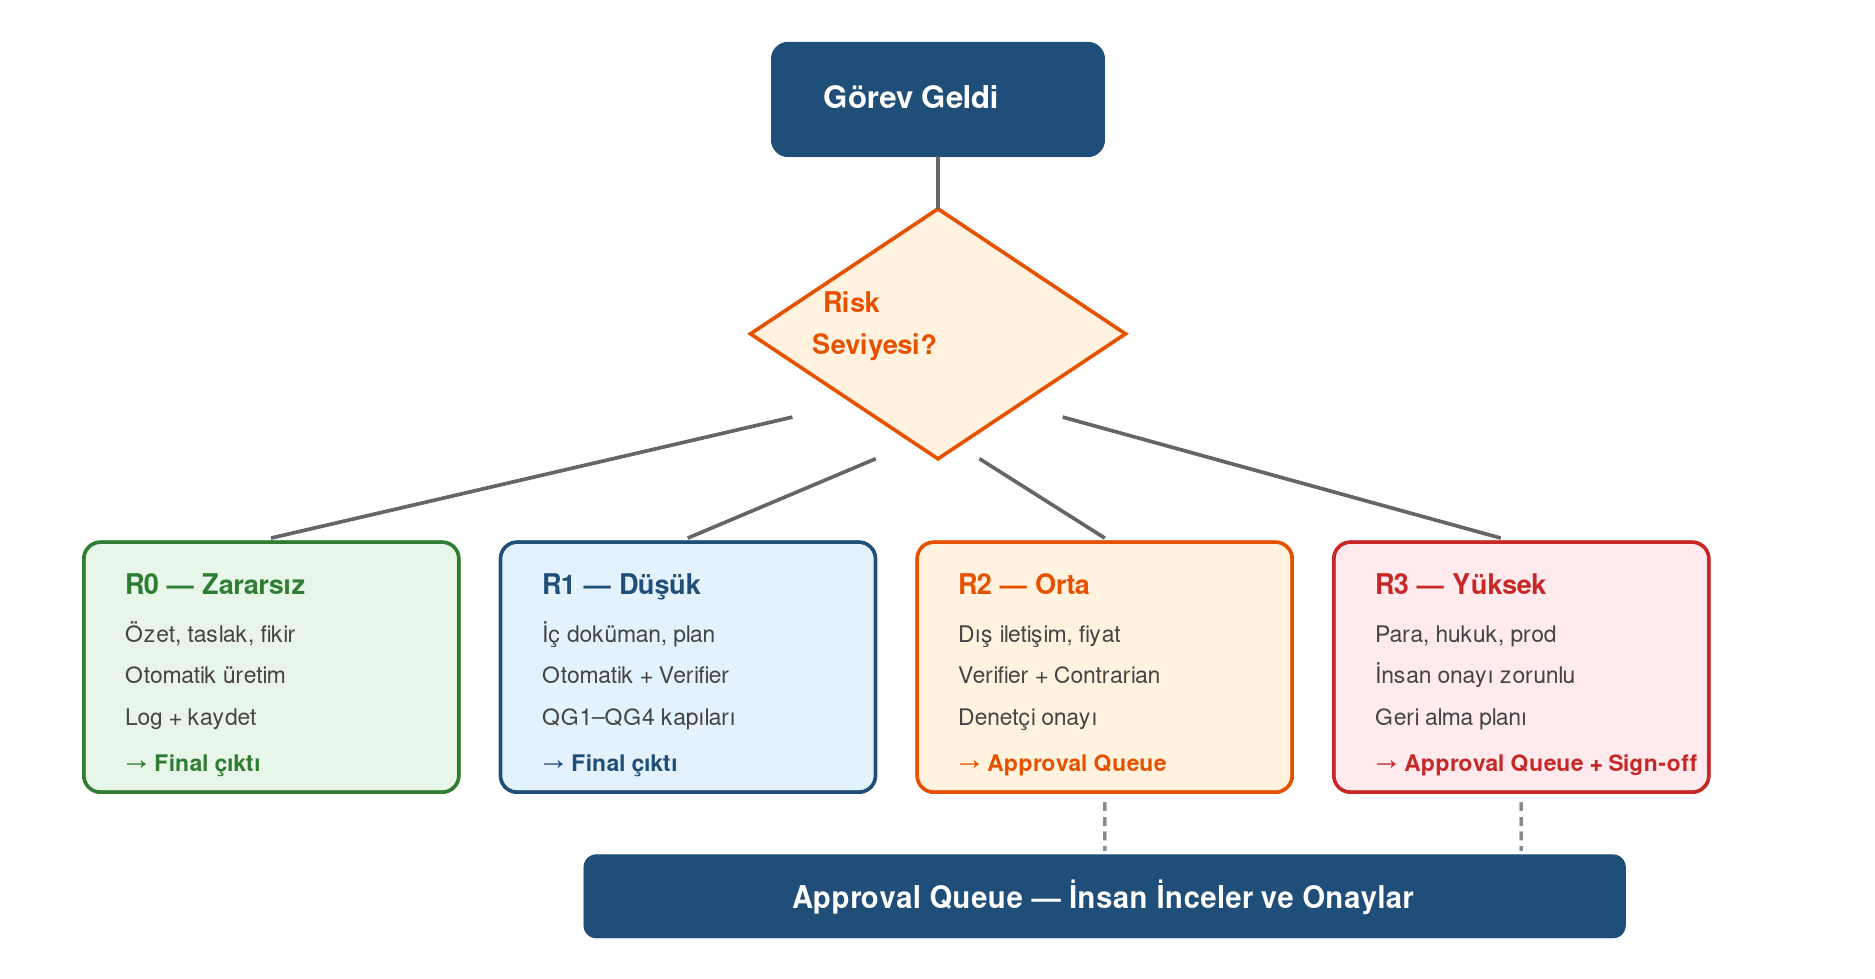 Görev Geldi
Risk
Seviyesi?
R0 — Zararsız
Özet, taslak, fikir
Otomatik üretim
Log + kaydet
→ Final çıktı
R1 — Düşük
İç doküman, plan
Otomatik + Verifier
QG1–QG4 kapıları
→ Final çıktı
R2 — Orta
Dış iletişim, fiyat
Verifier + Contrarian
Denetçi onayı
→ Approval Queue
R3 — Yüksek
Para, hukuk, prod
İnsan onayı zorunlu
Geri alma planı
→ Approval Queue + Sign-off
Approval Queue — İnsan İnceler ve Onaylar